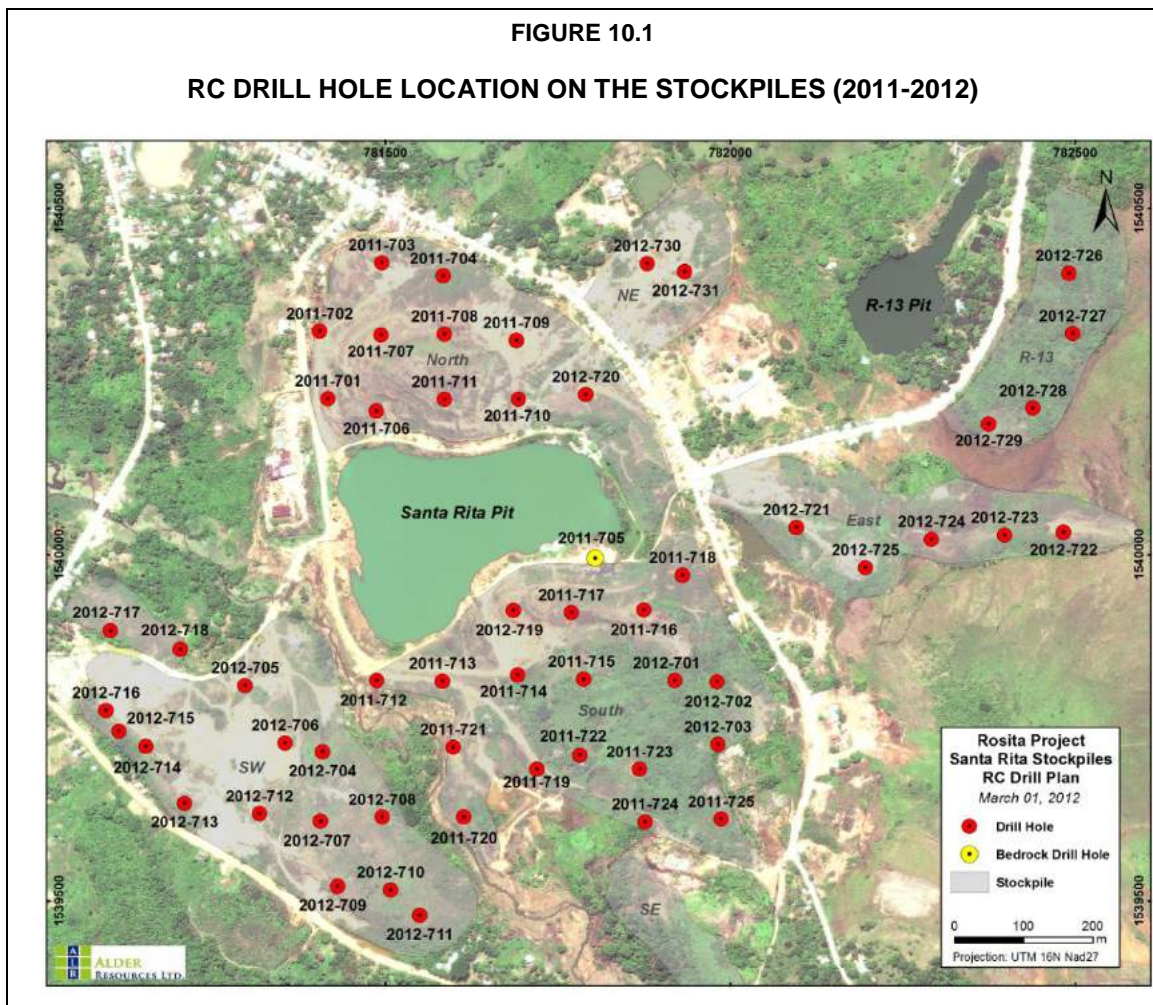 FIGURE 10.1
RC DRILL HOLE LOCATION ON THE STOCKPILES (2011-2012)
781500
782000
782500
1540500
1540500
N
2011-703
2011-704
2012-730
2012-731
NE
2012-726
R-13 Pit
2011-702
2011-708
2011-709
2012-727
2011-707
North
R-13
2011-701
2011-711
2012-720
2012-728
2011-706
2011-710
2012-729
Santa Rita Pit
2012-721
East
2012-724
2012-723
2012-722
2011-705
1540000
1540000
2011-718
2012-725
2012-717
2012-718
2012-719
2011-717
2011-716
2012-705
2011-712
2011-713
2011-714
2011-715
2012-701
2012-702
2012-716
2012-715
2012-714
2012-706
2012-704
2011-721
South
2011-722
2011-723
2012-703
SW
2011-719
2012-713
2012-712
2012-707
2012-708
2011-720
2011-724
2011-725
2012-709
2012-710
2012-711
SE
1539500
1539500
Rosita Project
Santa Rita Stockpiles
RC Drill Plan
March 01, 2012
Drill Hole
Bedrock Drill Hole
Stockpile
0 100 200
m
Projection: UTM 16N Nad27
ALR
ALDER
RESOURCES LTD.